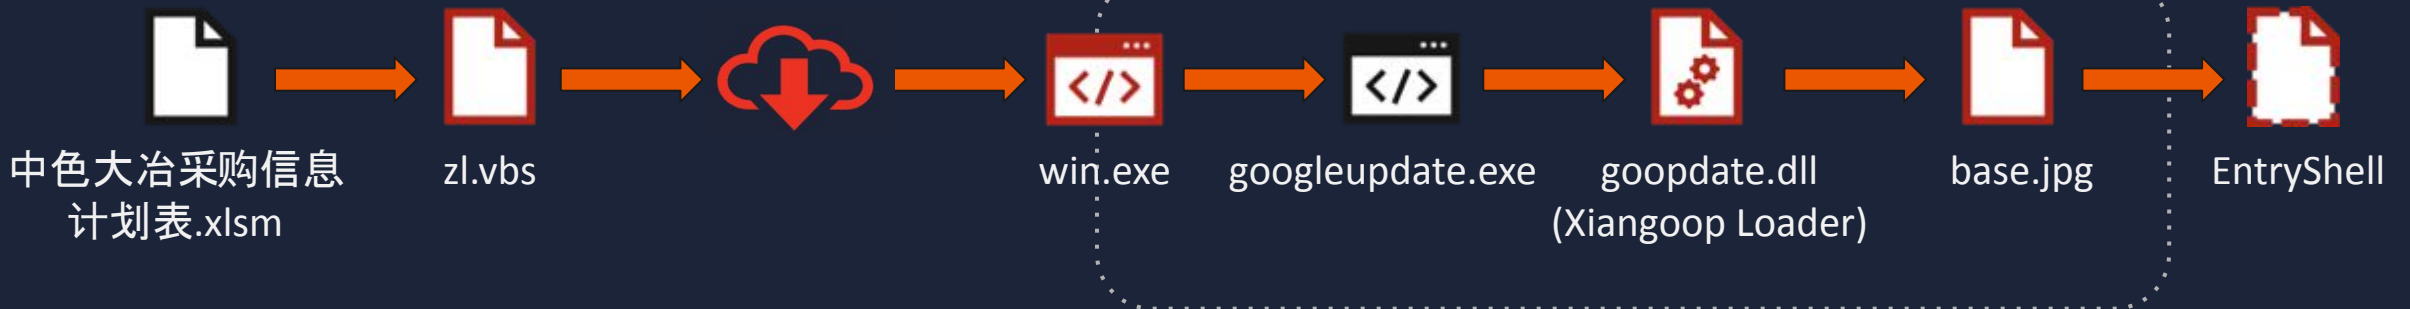 中色大冶采购信息
计划表.xlsm
zl.vbs
win.exe
googleupdate.exe
goopdate.dll
(Xiangoop Loader)
base.jpg
EntryShell